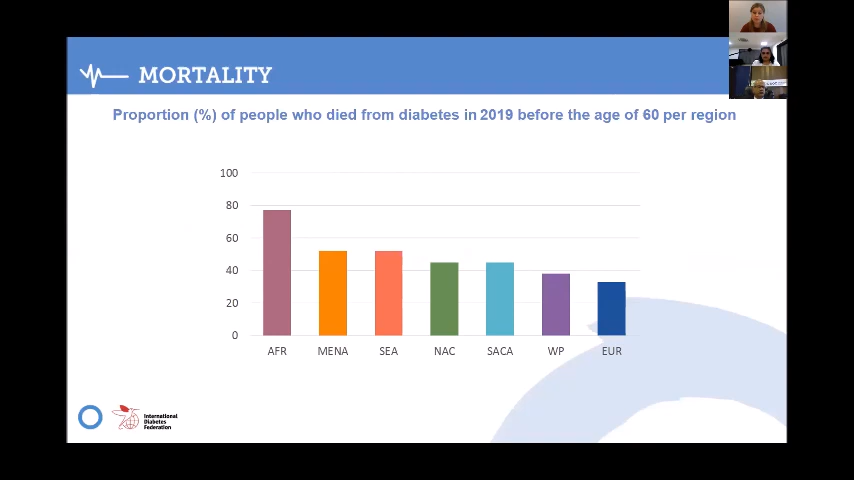 MORTALITY
Proportion (%) of people who died from diabetes in 2019 before the age of 60 per region
100
80
60
40
20
0
AFR MENA SEA NAC SACA WP EUR
International
Diabetes
Federation